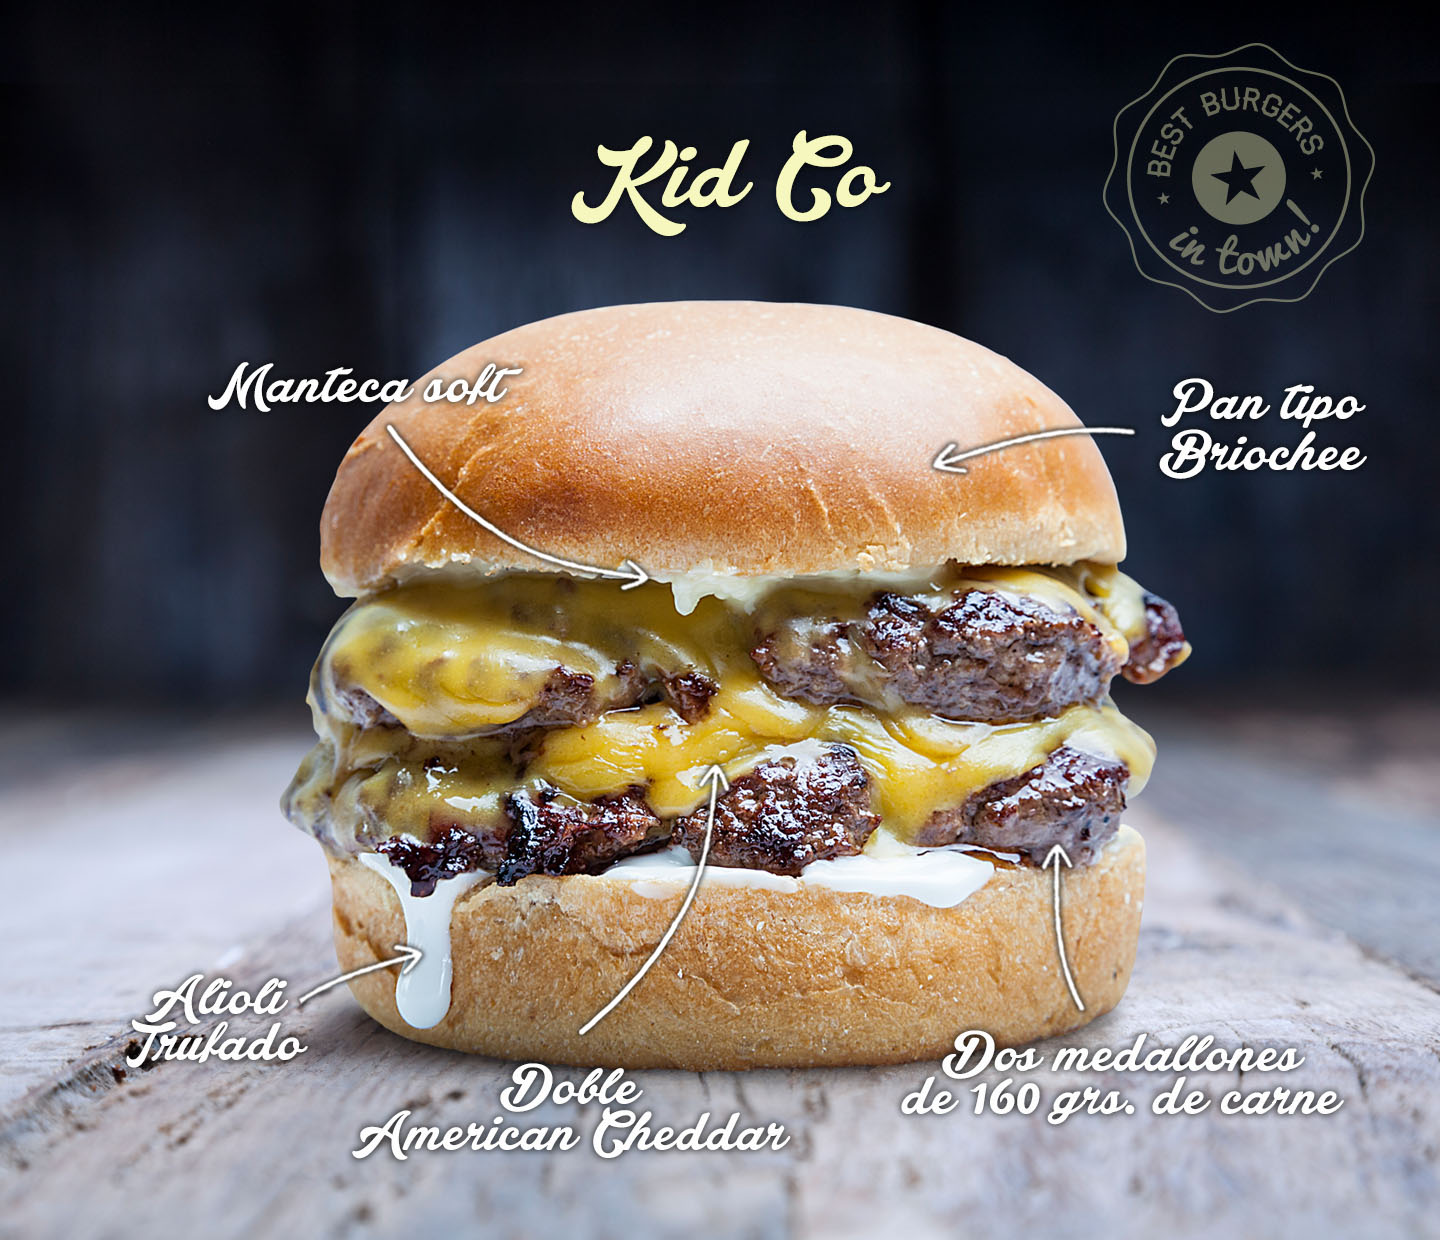 Kid Co
BEST BURGERS
in town!
Manteca soft
Pan tipo
Briochee
Alioli
Trufado
Doble
American Cheddar
Dos medallones
de 160 grs. de carne